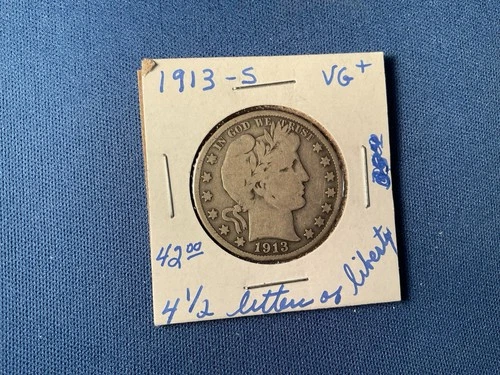 1913-S VG+
IN GOD WE TRUST
1913
42.00
4 1/2 letters of liberty